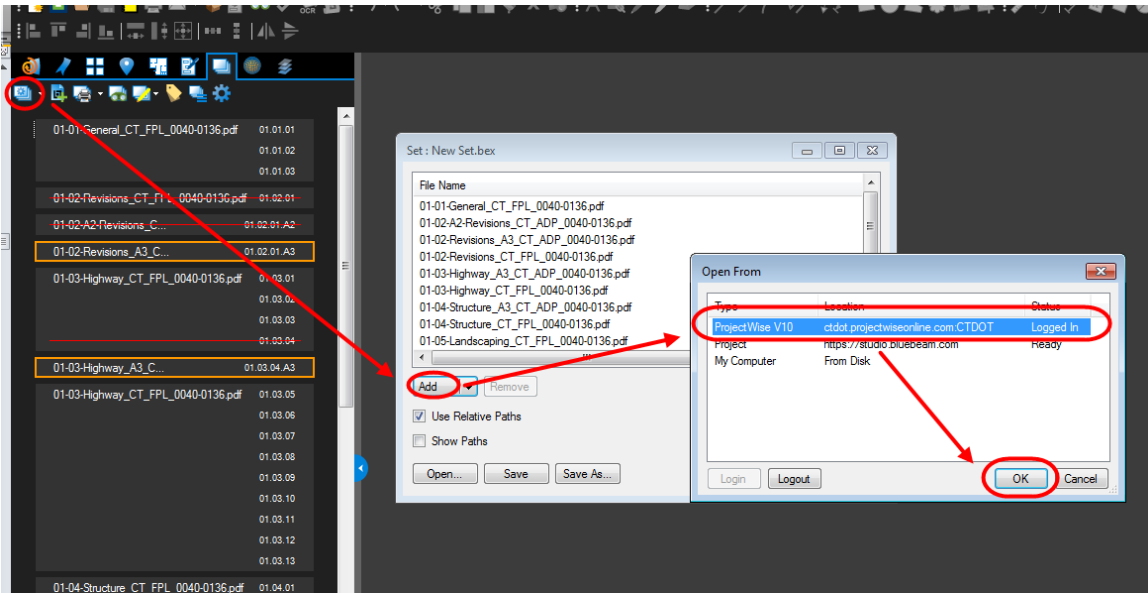 OCR
01-01-General_CT_FPL_0040-0136.pdf 01.01.01
01.01.02
01.01.03
01-02-Revisions_CT_FPL_0040-0136.pdf 01.02.01
01-02-A2-Revisions_C... 01.02.01.A2
01-02-Revisions_A3_C... 01.02.01.A3
01-03-Highway_CT_FPL_0040-0136.pdf 01.03.01
01.03.02
01.03.03
01.03.04
01-03-Highway_A3_C... 01.03.04.A3
01-03-Highway_CT_FPL_0040-0136.pdf 01.03.05
01.03.06
01.03.07
01.03.08
01.03.09
01.03.10
01.03.11
01.03.12
01.03.13
01-04-Structure_CT_FPL_0040-0136.pdf 01.04.01
Set : New Set.bex
File Name
01-01-General_CT_FPL_0040-0136.pdf
01-02-A2-Revisions_CT_ADP_0040-0136.pdf
01-02-Revisions_A3_CT_ADP_0040-0136.pdf
01-02-Revisions_CT_FPL_0040-0136.pdf
01-03-Highway_A3_CT_ADP_0040-0136.pdf
01-03-Highway_CT_FPL_0040-0136.pdf
01-04-Structure_A3_CT_ADP_0040-0136.pdf
01-04-Structure_CT_FPL_0040-0136.pdf
01-05-Landscaping_CT_FPL_0040-0136.pdf
Add Remove
Use Relative Paths
Show Paths
Open... Save Save As...
Open From
Type Location Status
ProjectWise V10 ctdot.projectwiseonline.com:CTDOT Logged In
Project https://studio.bluebeam.com Ready
My Computer From Disk
Login Logout OK Cancel